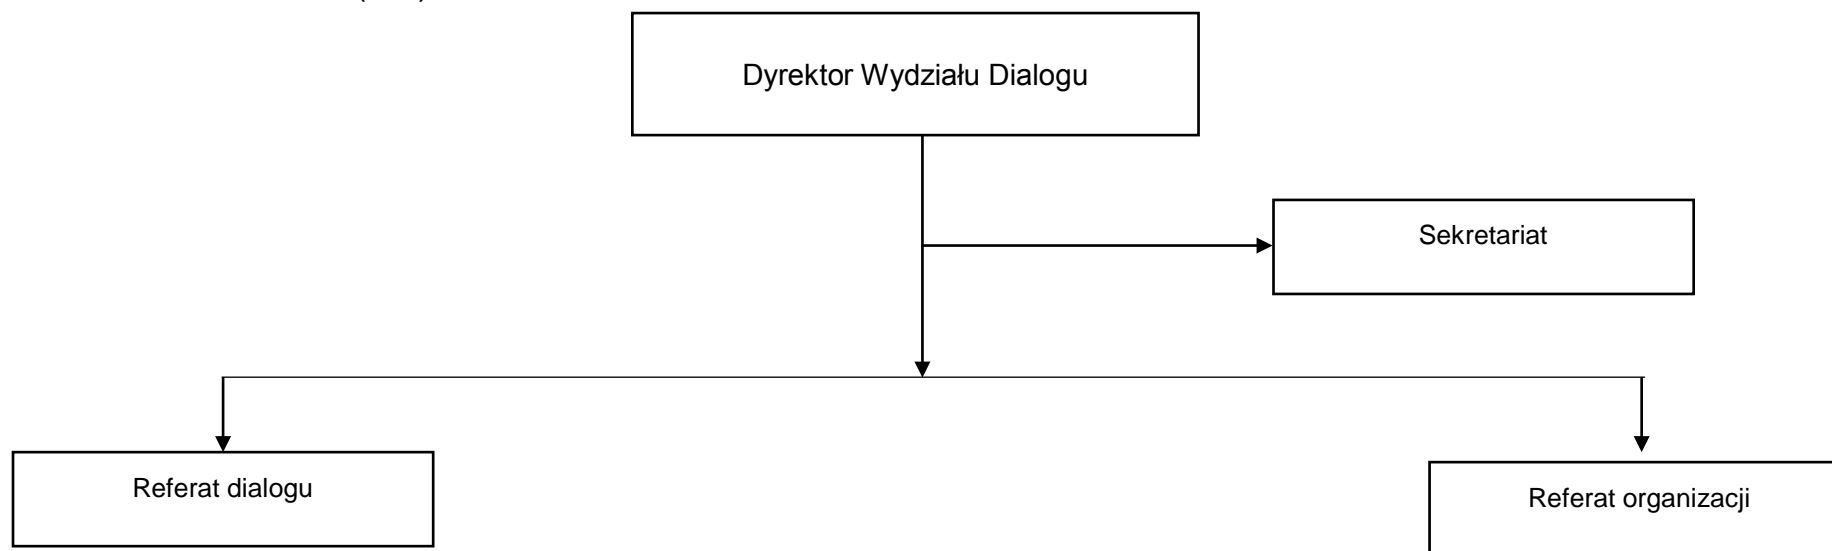 Dyrektor Wydziału Dialogu
Sekretariat
Referat dialogu
Referat organizacji